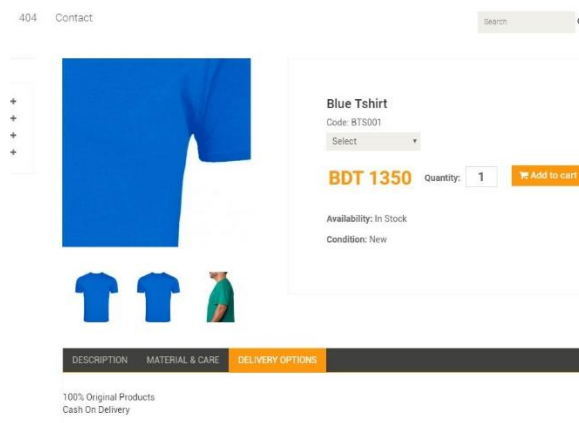 404 Contact
Search
+
+
+
+
Blue Tshirt
Code: BTS001
Select
BDT 1350 Quantity: 1 Add to cart
Availability: In Stock
Condition: New
DESCRIPTION MATERIAL & CARE DELIVERY OPTIONS
100% Original Products
Cash On Delivery